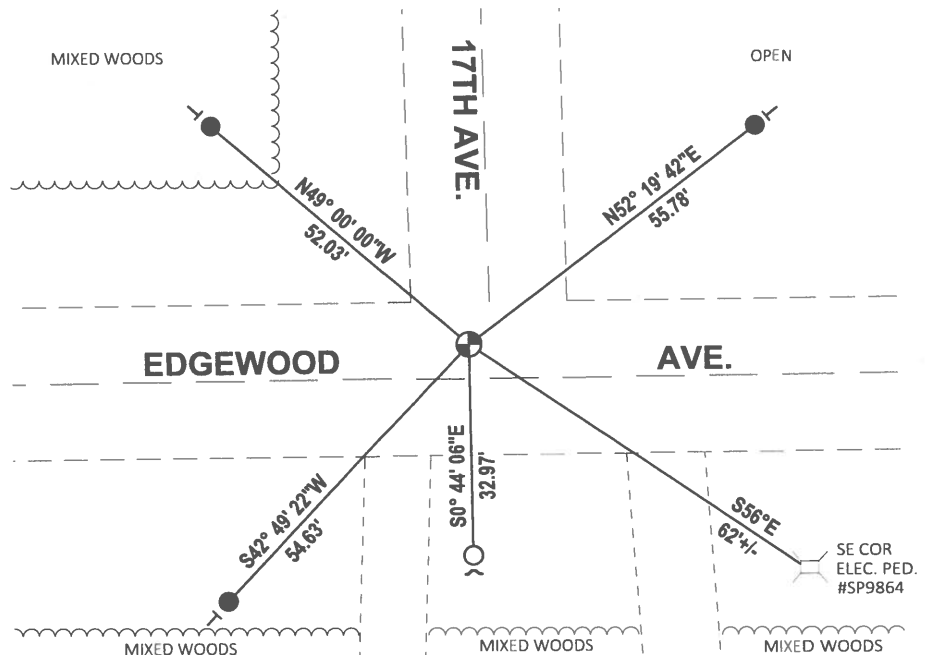 MIXED WOODS
17TH AVE.
OPEN
N49° 00' 00"W
52.03'
N52° 19' 42"E
55.78'
EDGEWOOD AVE.
S42° 49' 22"W
54.63'
S0° 44' 06"E
32.97'
S56°E
62'+/-
SE COR
ELEC. PED.
#SP9864
MIXED WOODS
MIXED WOODS
MIXED WOODS